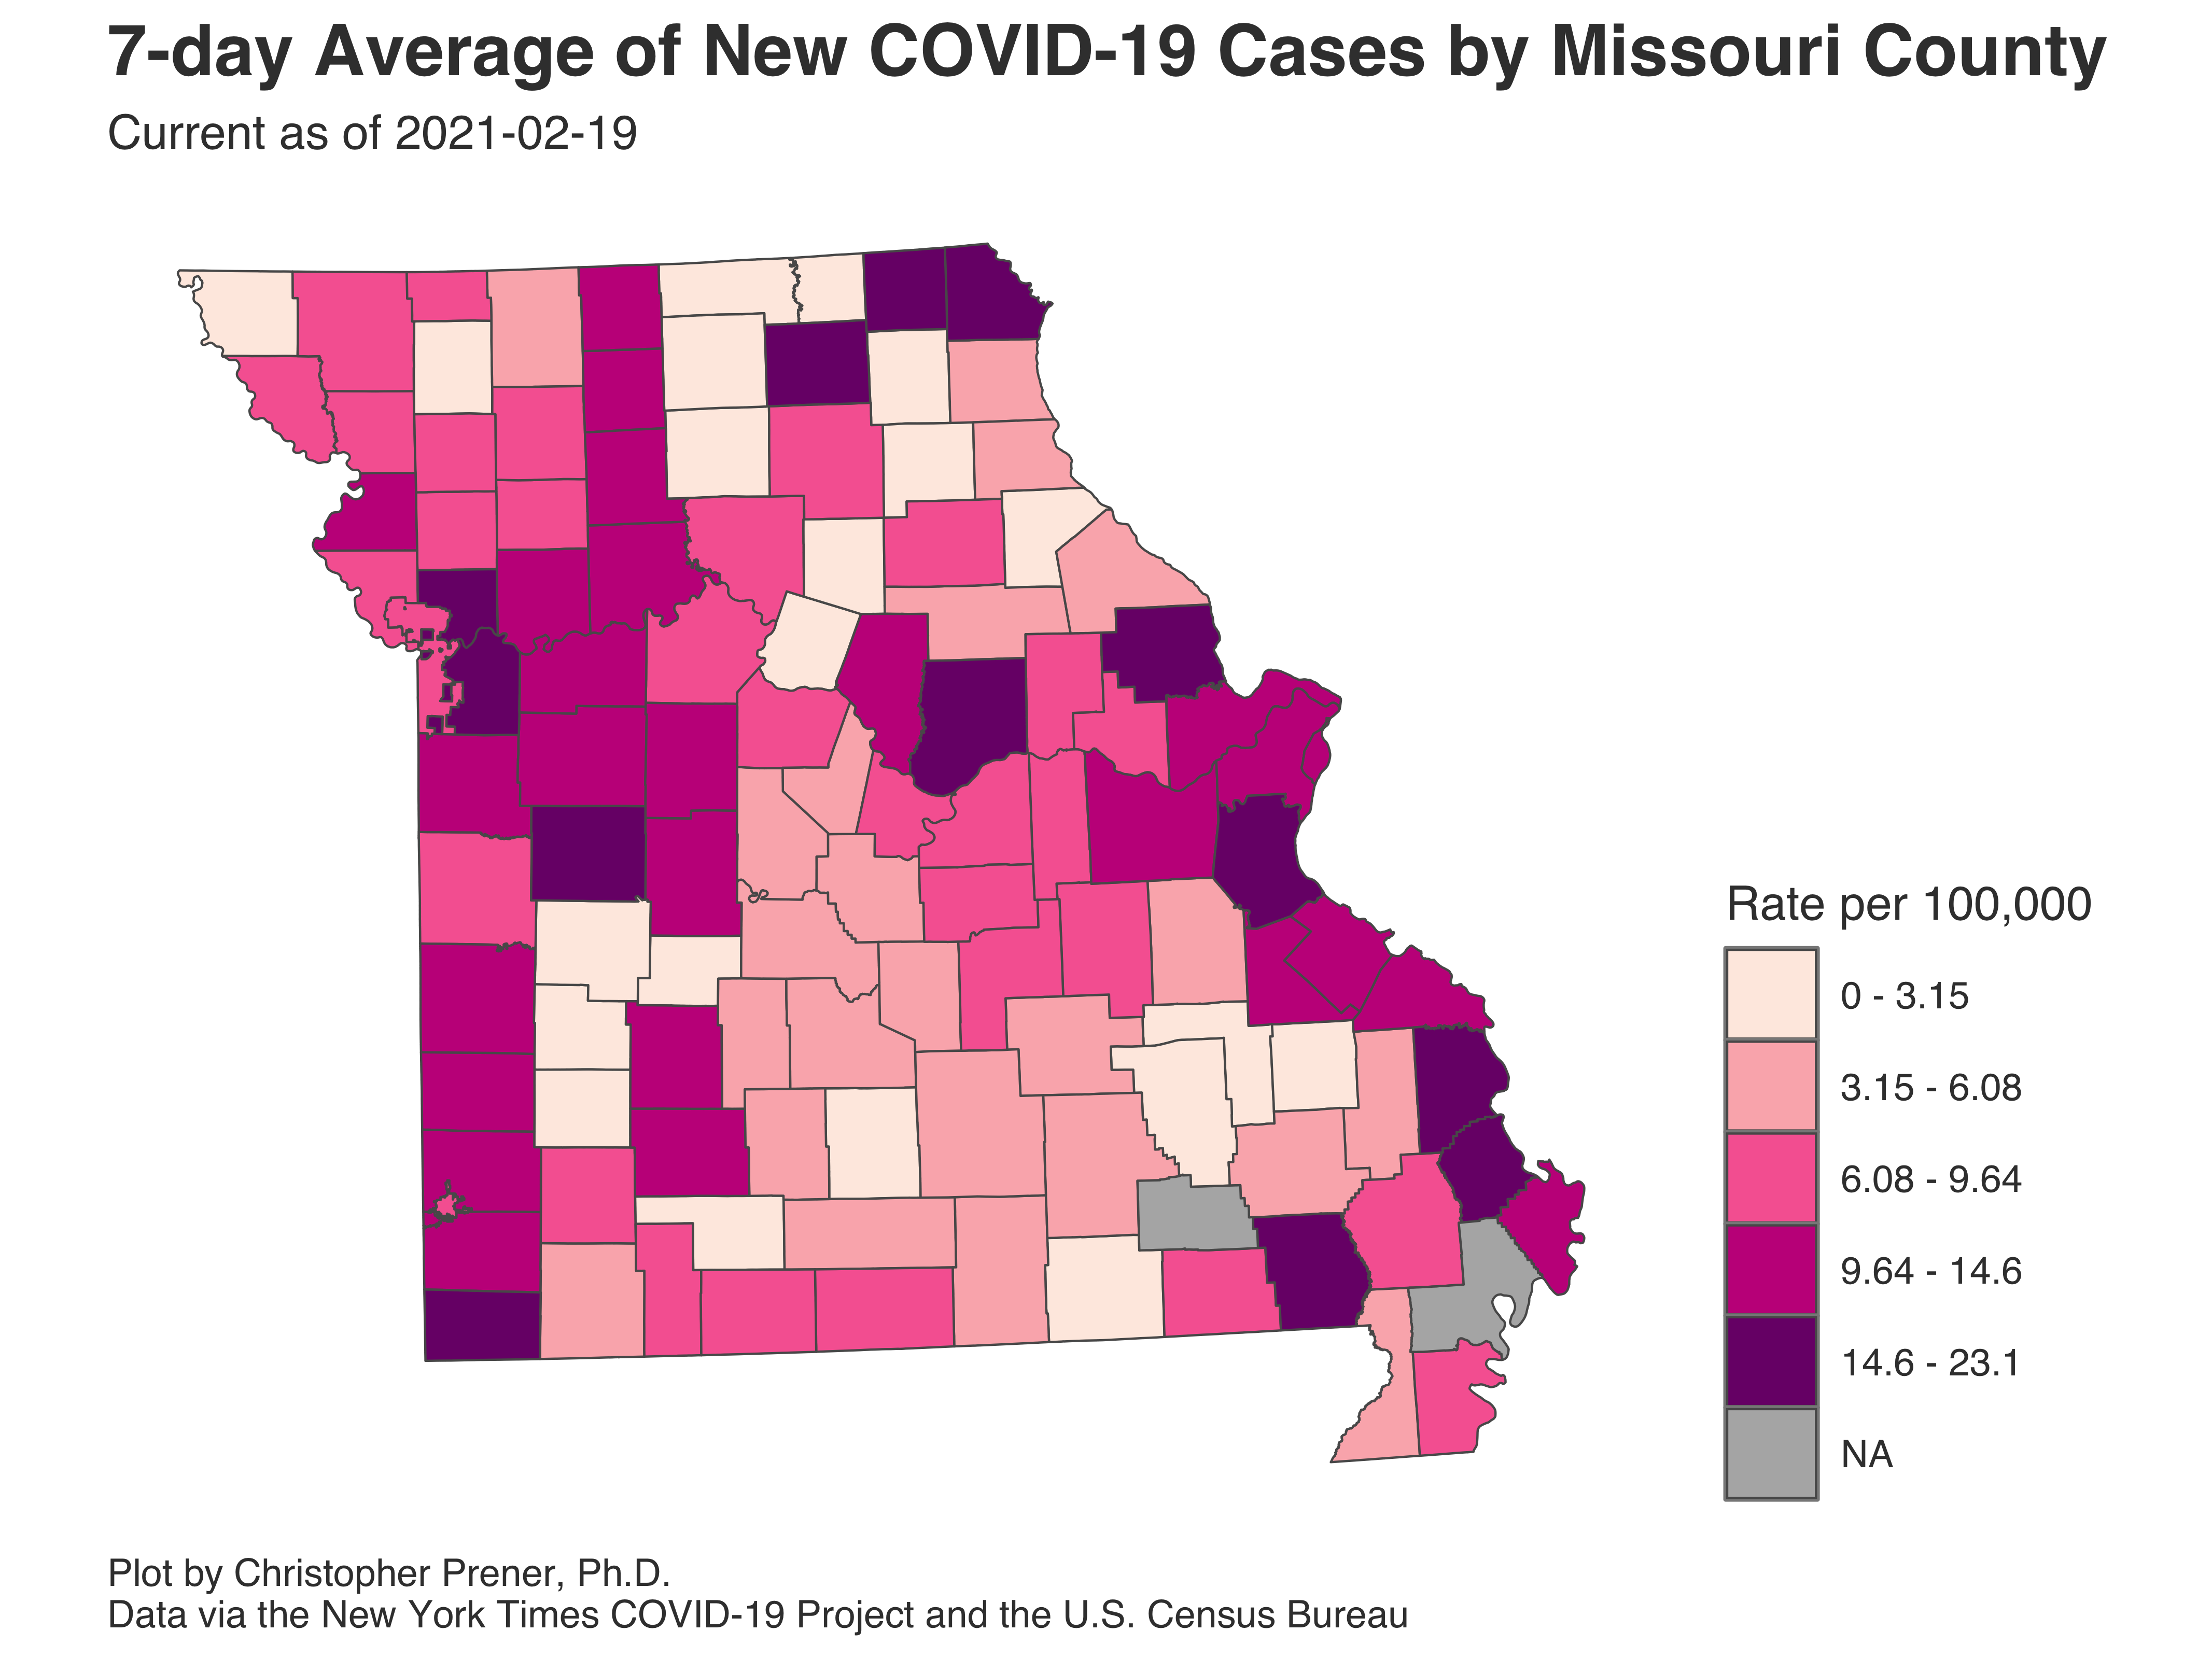 7-day Average of New COVID-19 Cases by Missouri County
Current as of 2021-02-19
Rate per 100,000
0 - 3.15
3.15 - 6.08
6.08 - 9.64
9.64 - 14.6
14.6 - 23.1
NA
Plot by Christopher Prener, Ph.D.
Data via the New York Times COVID-19 Project and the U.S. Census Bureau